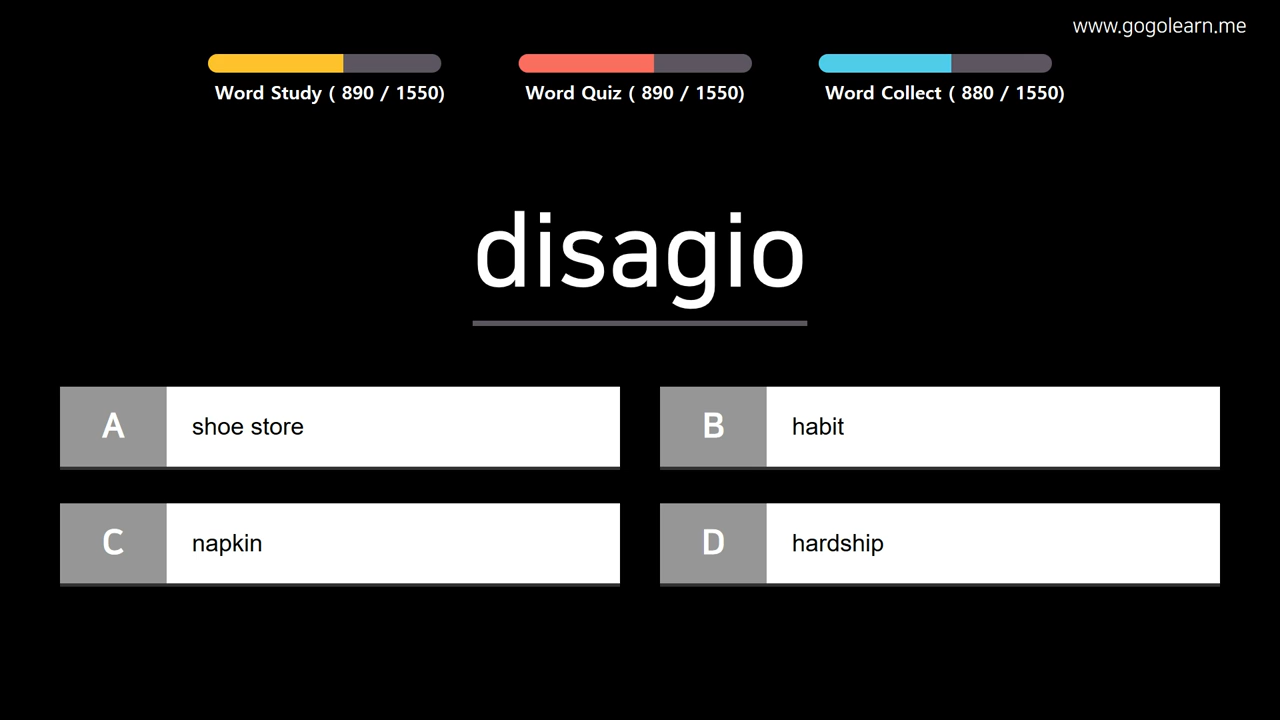 www.gogolearn.me
Word Study ( 890 / 1550)
Word Quiz ( 890 / 1550)
Word Collect ( 880 / 1550)
disagio
A
shoe store
B
habit
C
napkin
D
hardship